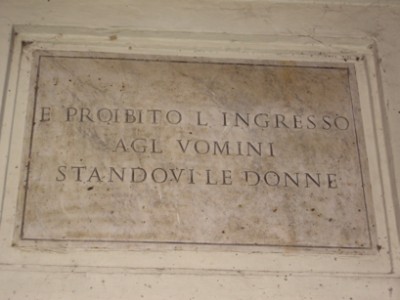 E PROIBITO L INGRESSO
AGL VOMINI
STANDOVI LE DONNE